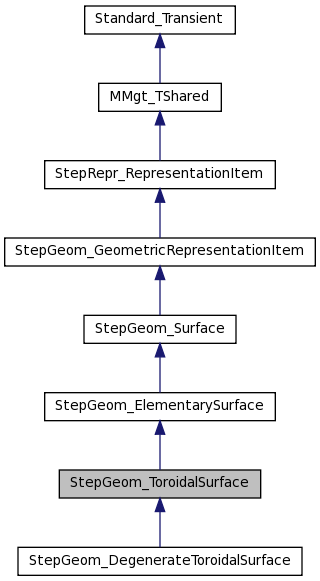 Standard_Transient
MMgt_TShared
StepRepr_RepresentationItem
StepGeom_GeometricRepresentationItem
StepGeom_Surface
StepGeom_ElementarySurface
StepGeom_ToroidalSurface
StepGeom_DegenerateToroidalSurface